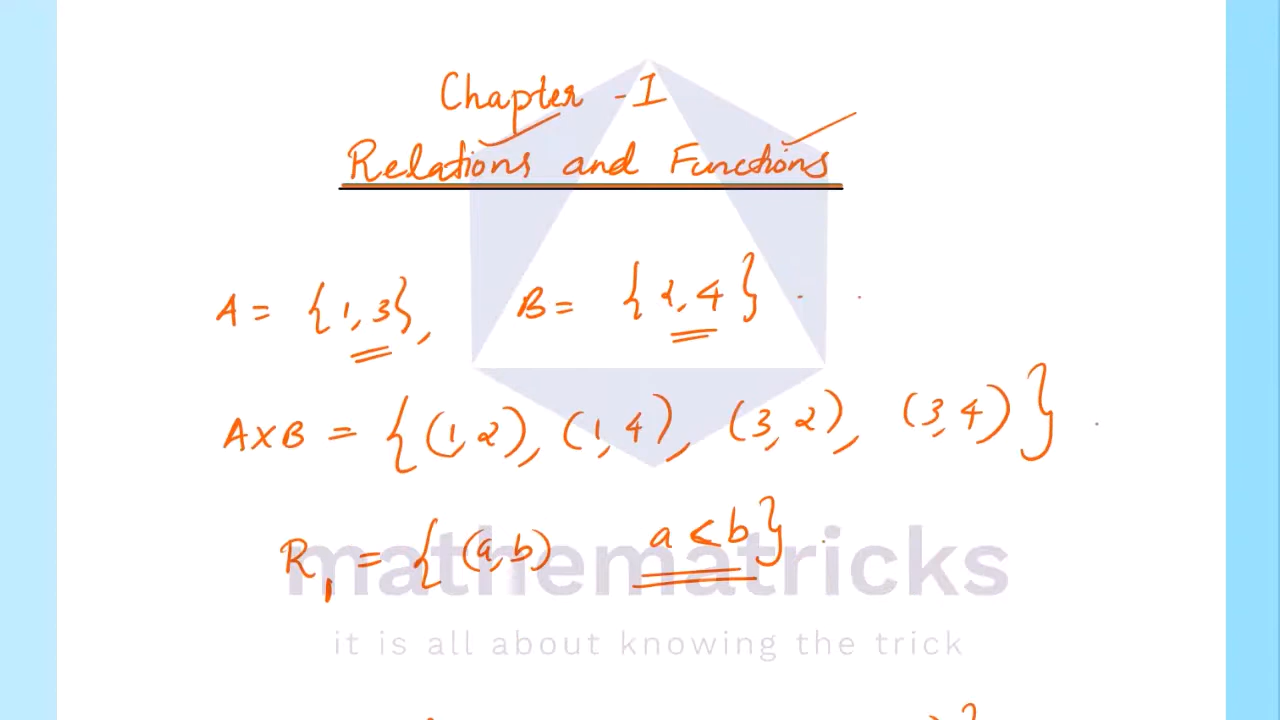 Chapter - I
Relations and Functions
A = {1, 3}, B = {2, 4}
A×B = {(1, 2), (1, 4), (3, 2), (3, 4)}
R₁ = {(a, b) a < b}
mathematricks
it is all about knowing the trick